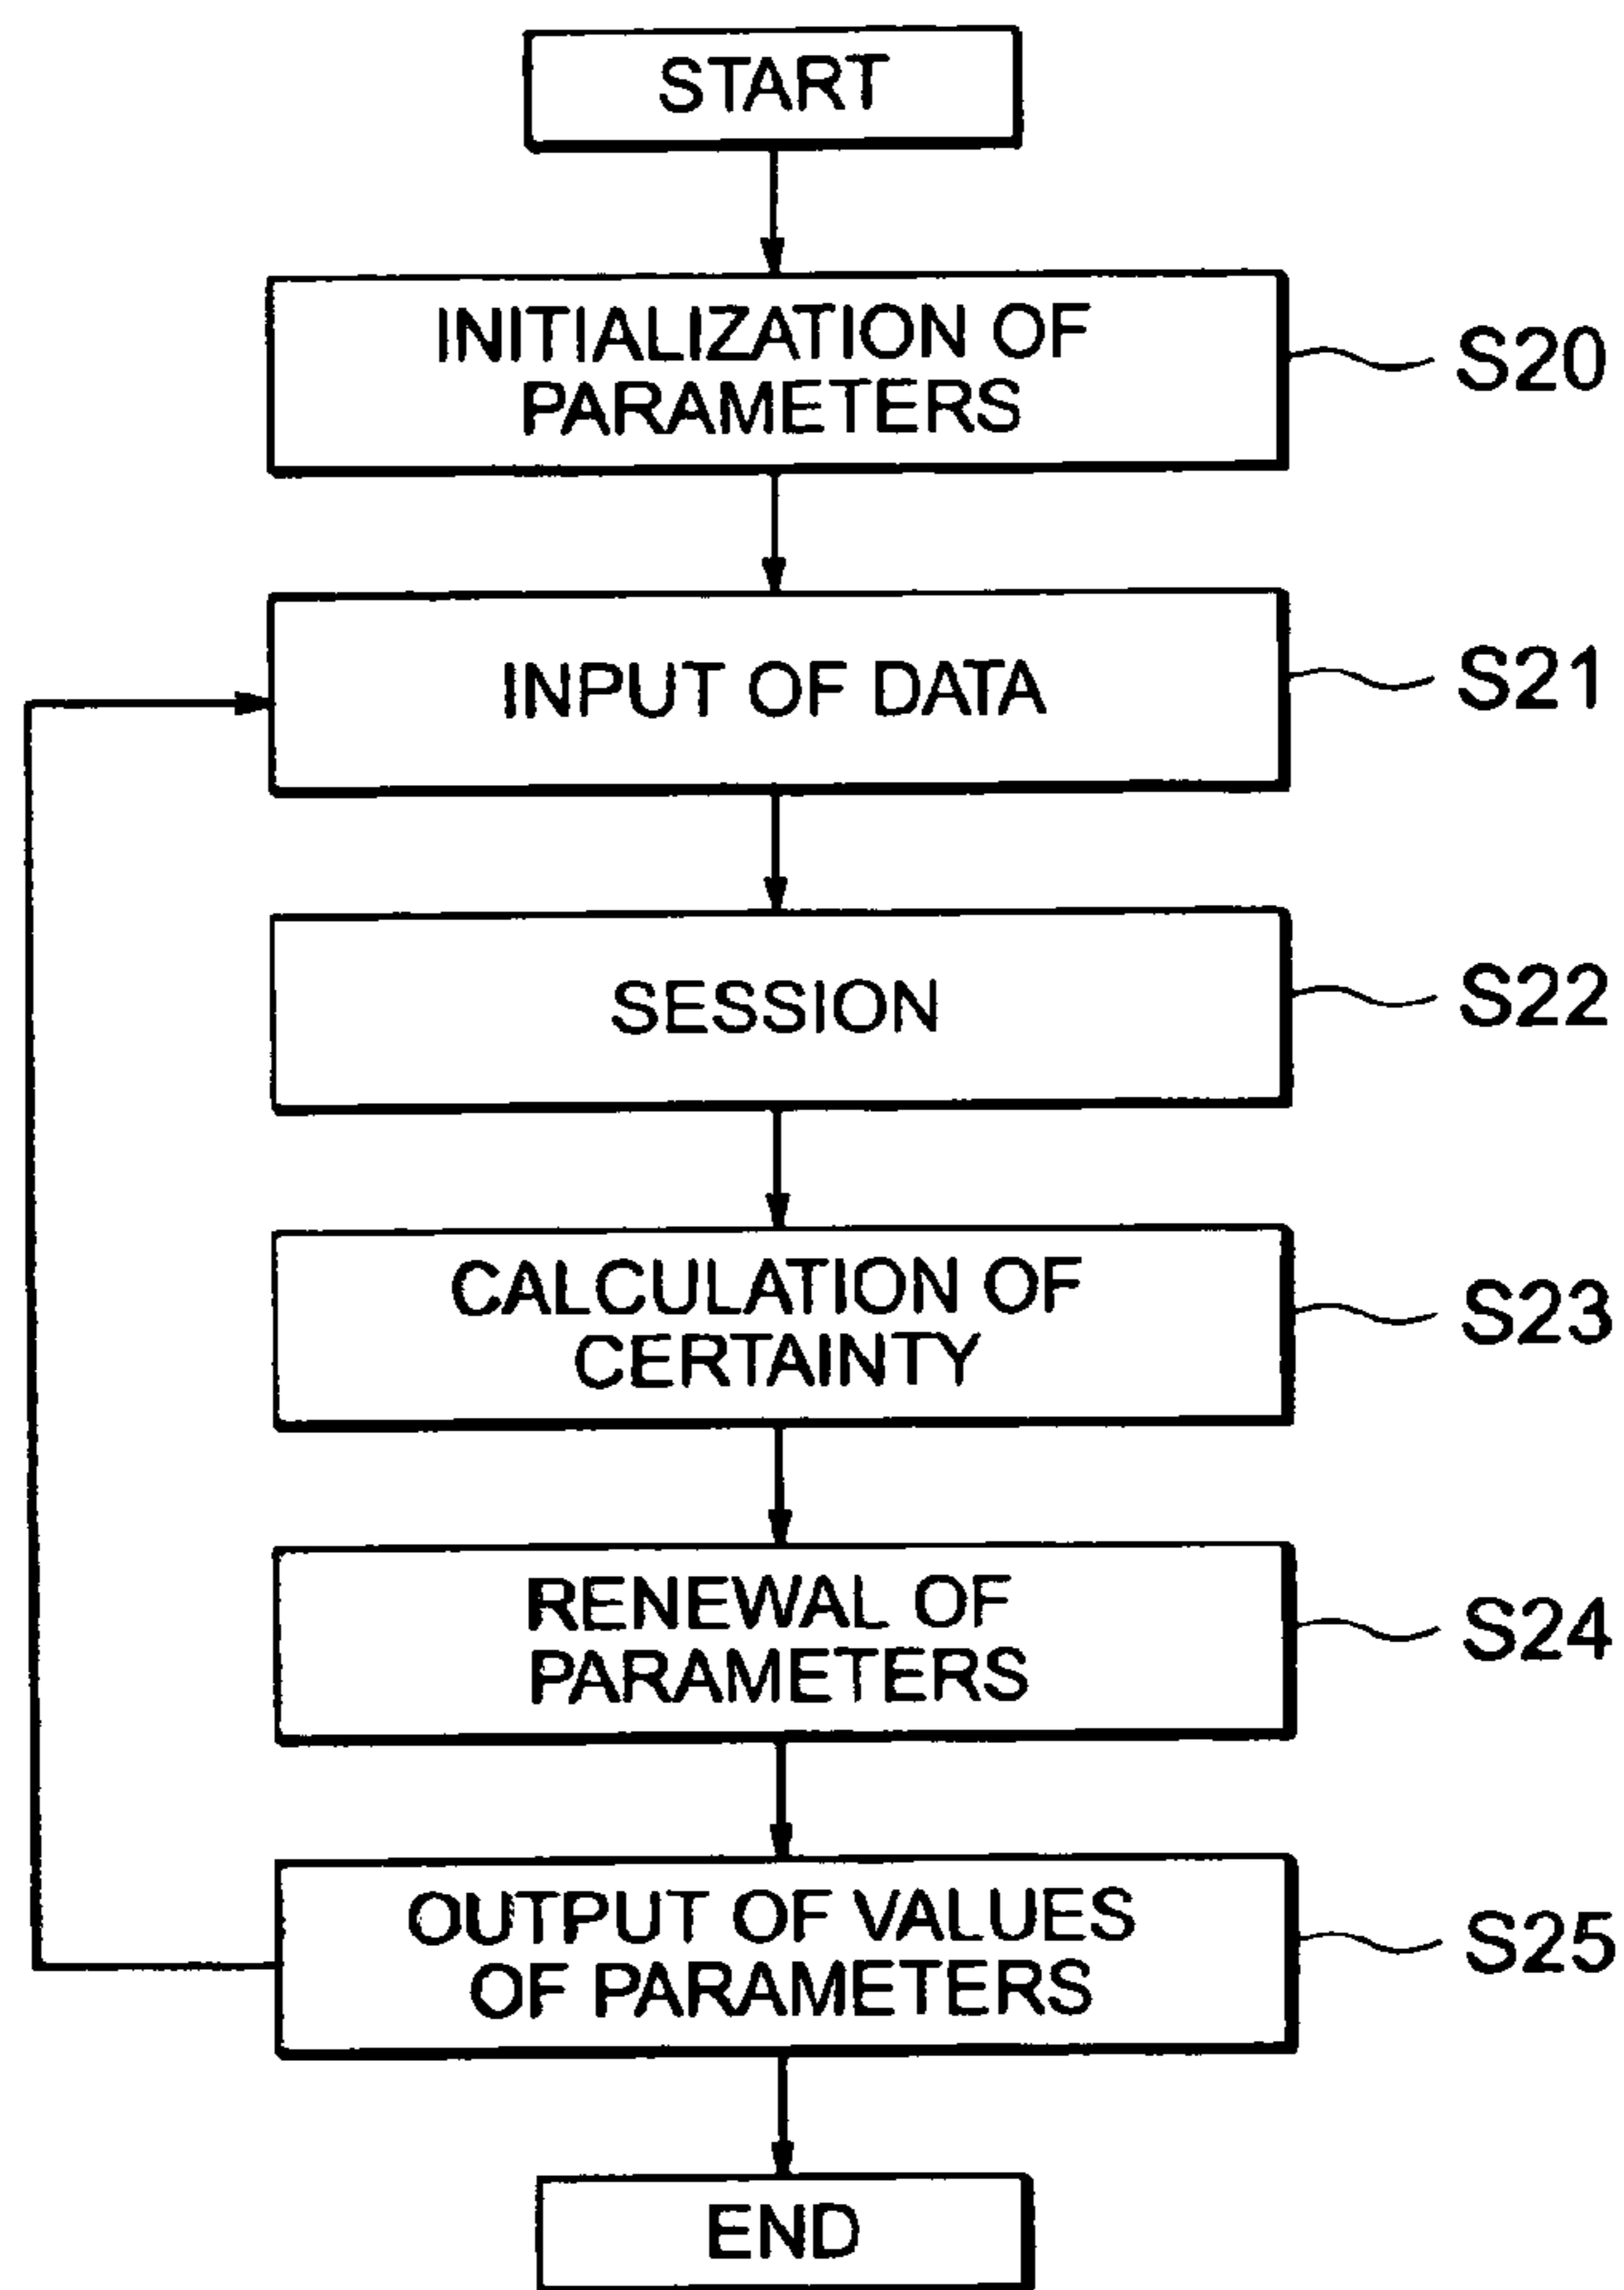 START
INITIALIZATION OF
PARAMETERS
S20
INPUT OF DATA
S21
SESSION
S22
CALCULATION OF
CERTAINTY
S23
RENEWAL OF
PARAMETERS
S24
OUTPUT OF VALUES
OF PARAMETERS
S25
END